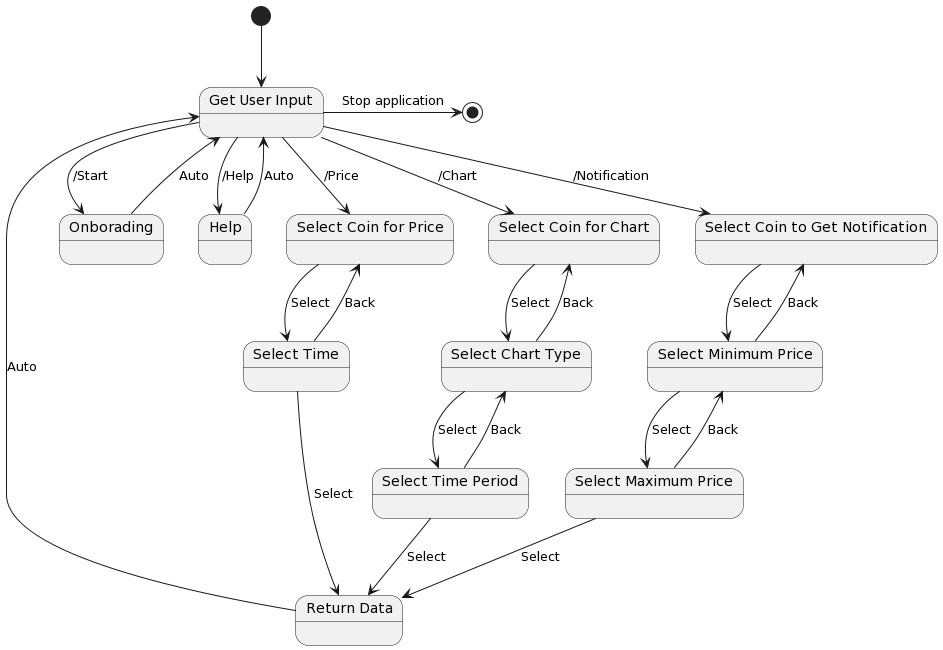 Get User Input
Stop application
/Start
Auto
/Help
Auto
/Price
/Chart
/Notification
Onborading
Help
Select Coin for Price
Select Coin for Chart
Select Coin to Get Notification
Select
Back
Select
Back
Select
Back
Select Time
Select Chart Type
Select Minimum Price
Auto
Select
Back
Select
Back
Select Time Period
Select Maximum Price
Select
Select
Select
Return Data